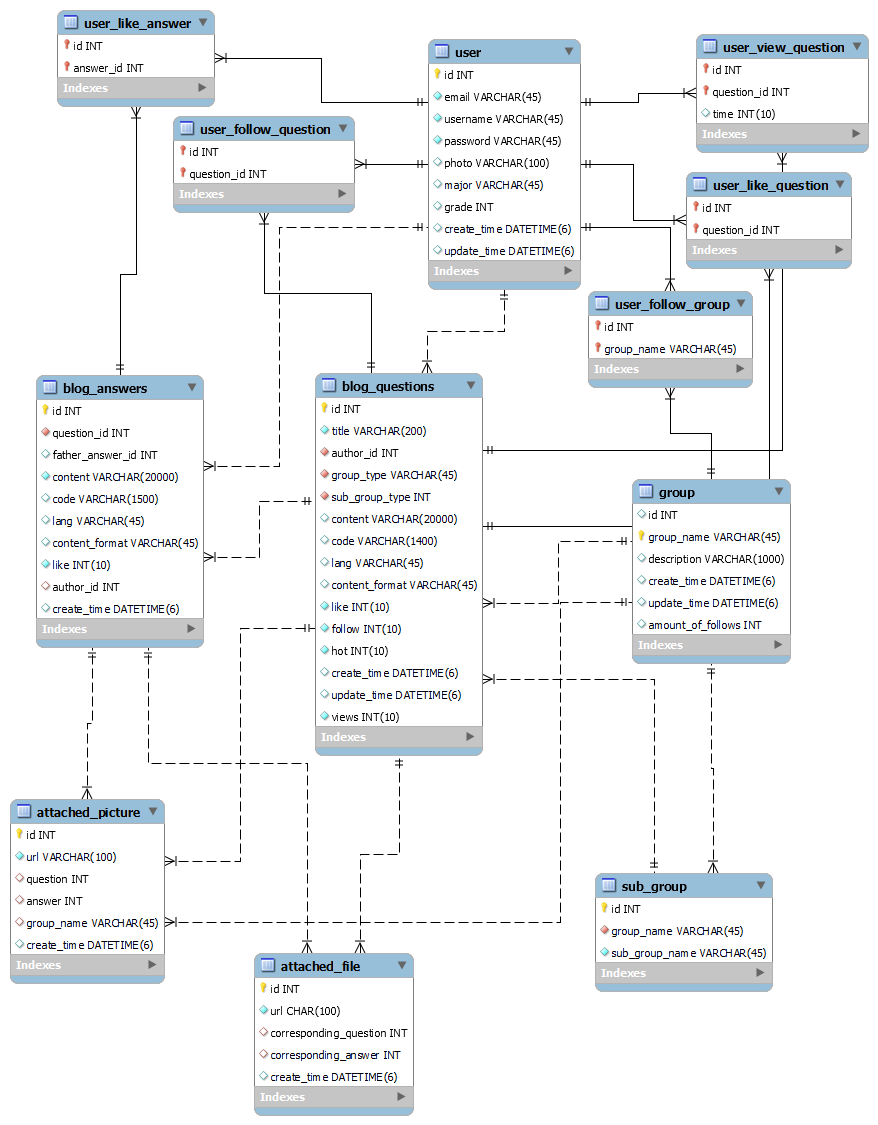 user_like_answer
id INT
answer_id INT
Indexes
user
id INT
email VARCHAR(45)
username VARCHAR(45)
password VARCHAR(45)
photo VARCHAR(100)
major VARCHAR(45)
grade INT
create_time DATETIME(6)
update_time DATETIME(6)
Indexes
user_view_question
id INT
question_id INT
time INT(10)
Indexes
user_follow_question
id INT
question_id INT
Indexes
user_like_question
id INT
question_id INT
Indexes
user_follow_group
id INT
group_name VARCHAR(45)
Indexes
blog_answers
id INT
question_id INT
father_answer_id INT
content VARCHAR(20000)
code VARCHAR(1500)
lang VARCHAR(45)
content_format VARCHAR(45)
like INT(10)
author_id INT
create_time DATETIME(6)
Indexes
blog_questions
id INT
title VARCHAR(200)
author_id INT
group_type VARCHAR(45)
sub_group_type INT
content VARCHAR(20000)
code VARCHAR(1400)
lang VARCHAR(45)
content_format VARCHAR(45)
like INT(10)
follow INT(10)
hot INT(10)
create_time DATETIME(6)
update_time DATETIME(6)
views INT(10)
Indexes
group
id INT
group_name VARCHAR(45)
description VARCHAR(1000)
create_time DATETIME(6)
update_time DATETIME(6)
amount_of_follows INT
Indexes
attached_picture
id INT
url VARCHAR(100)
question INT
answer INT
group_name VARCHAR(45)
create_time DATETIME(6)
Indexes
sub_group
id INT
group_name VARCHAR(45)
sub_group_name VARCHAR(45)
Indexes
attached_file
id INT
url CHAR(100)
corresponding_question INT
corresponding_answer INT
create_time DATETIME(6)
Indexes